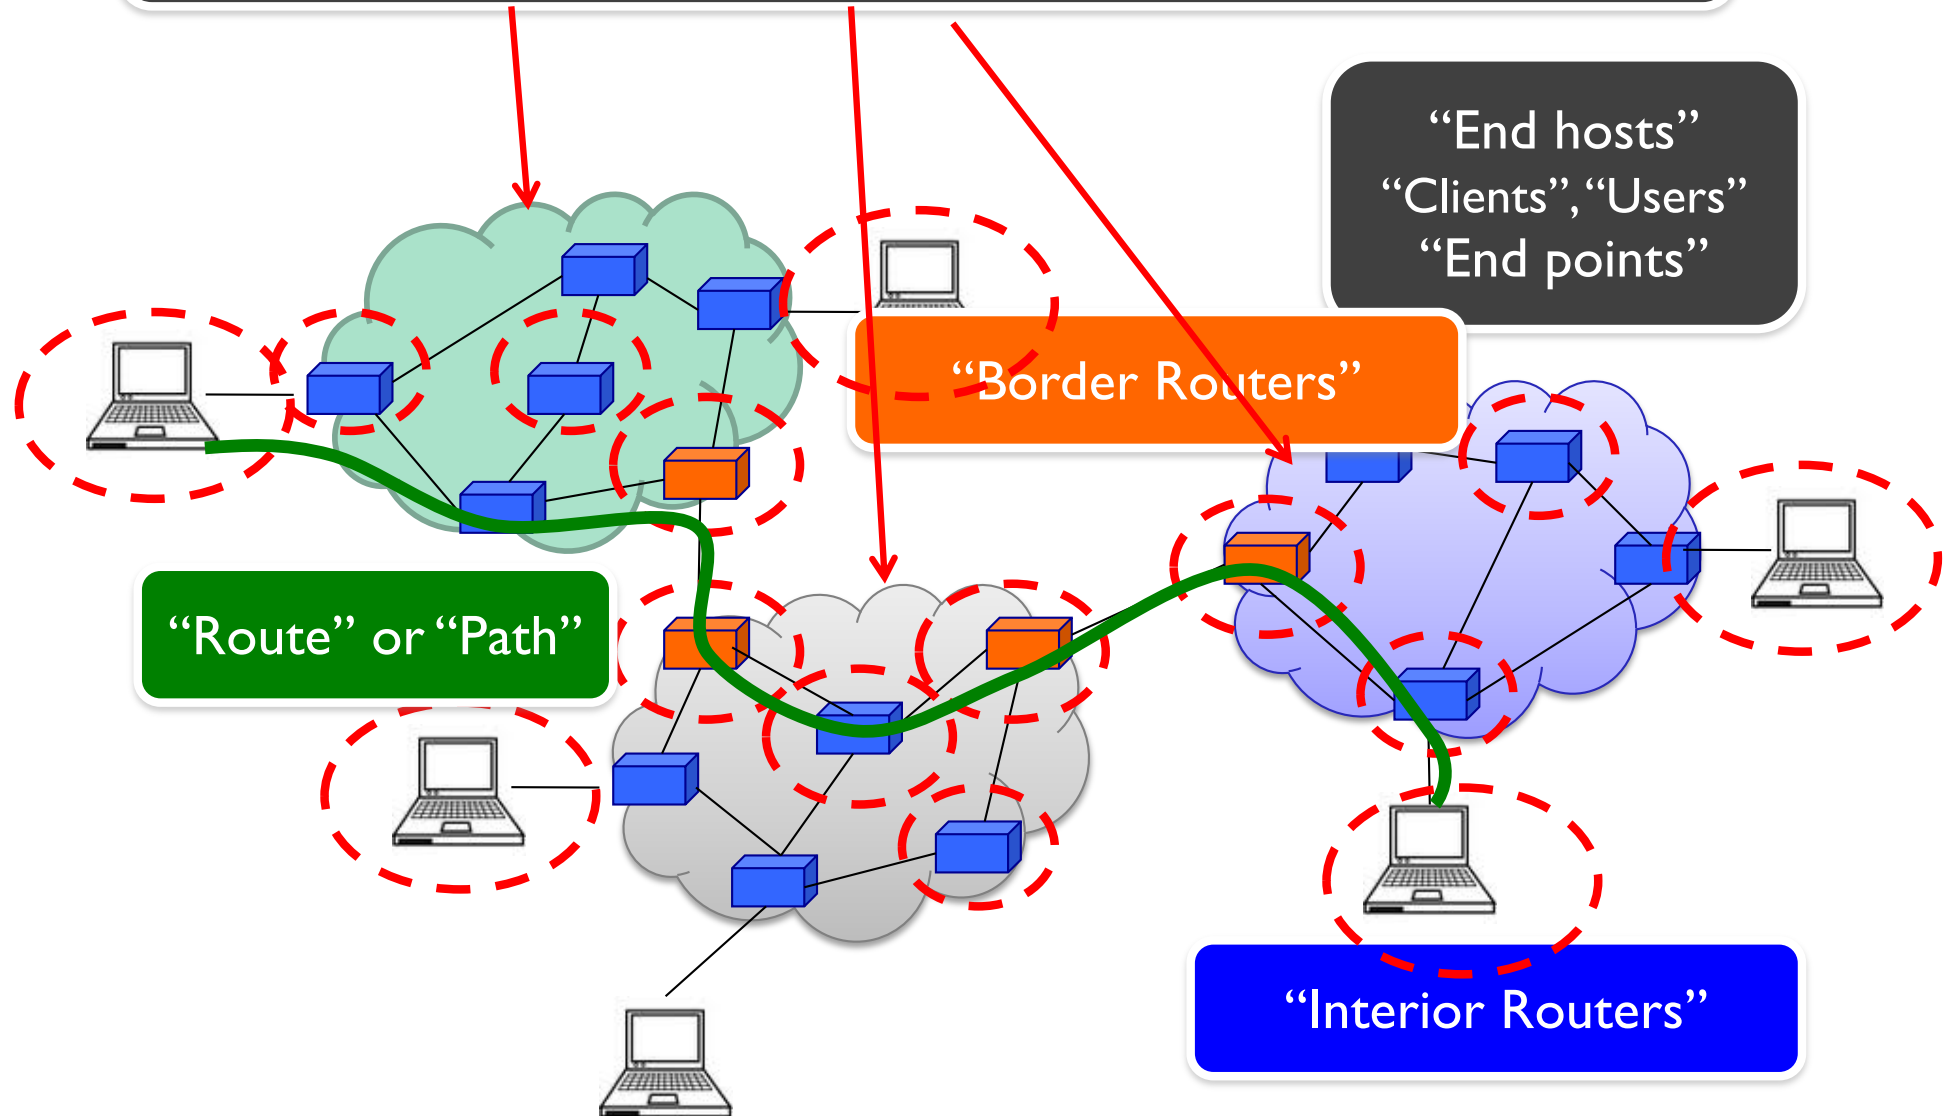 “End hosts”
“Clients”, “Users”
“End points”
“Border Routers”
“Route” or “Path”
“Interior Routers”